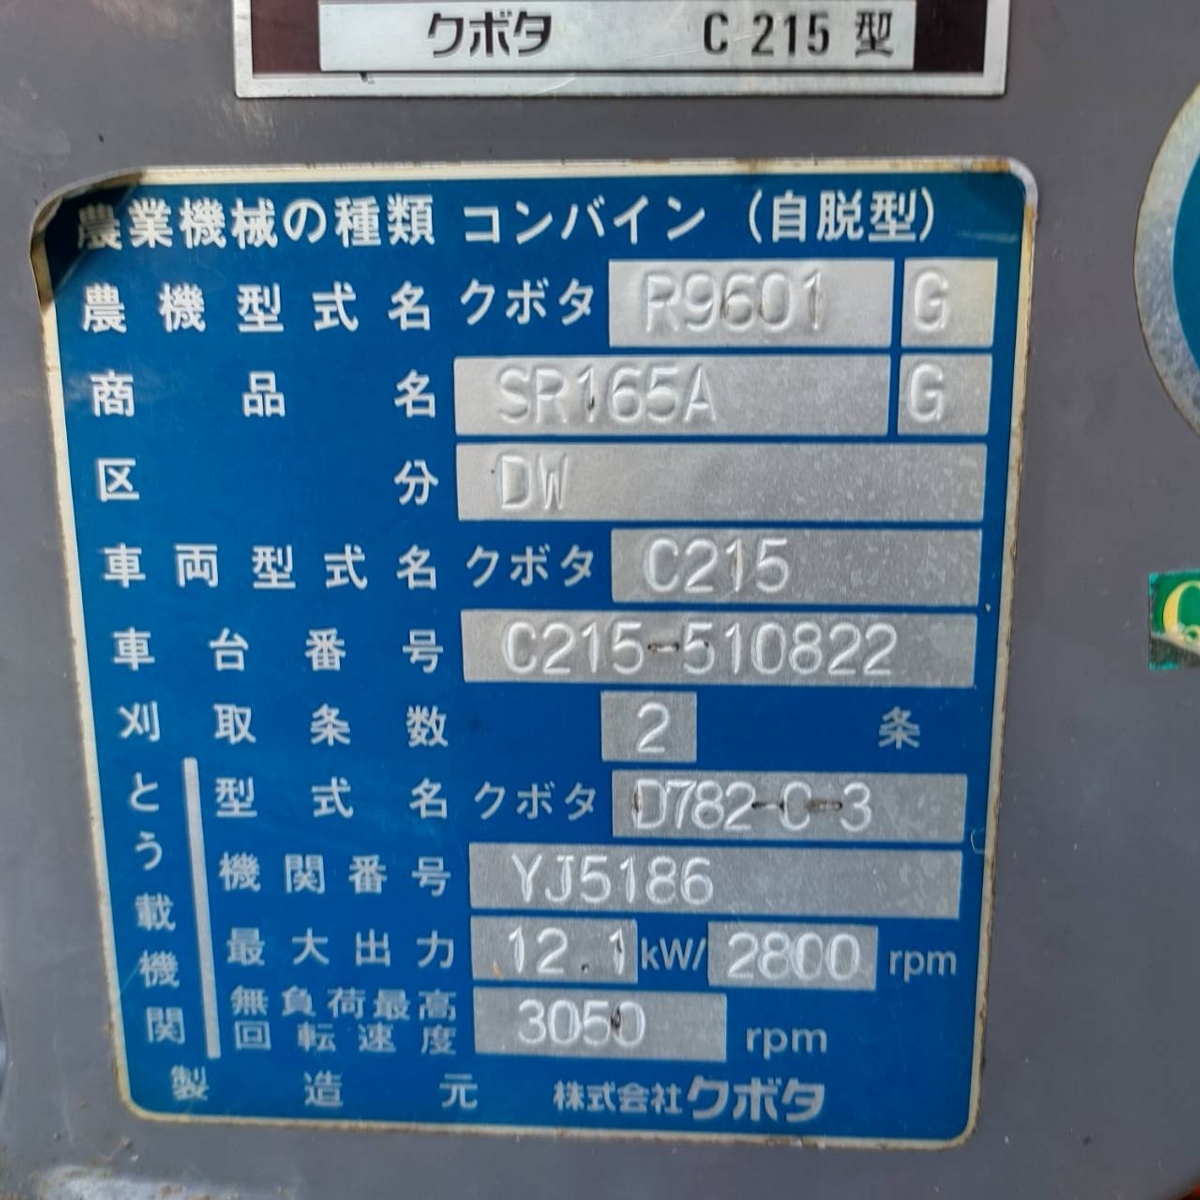 クボタ C 215 型
農業機械の種類 コンバイン (自脱型)
農機型式名 クボタ R9601 G
商品名 SR165A G
区分 DW
車両型式名 クボタ C215
車台番号 C215-510822
刈取条数 2 条
とう載機関
型式名 クボタ D782-C-3
機関番号 YJ5186
最大出力 12.1 kW/ 2800 rpm
無負荷最高回転速度 3050 rpm
製造元 株式会社クボタ